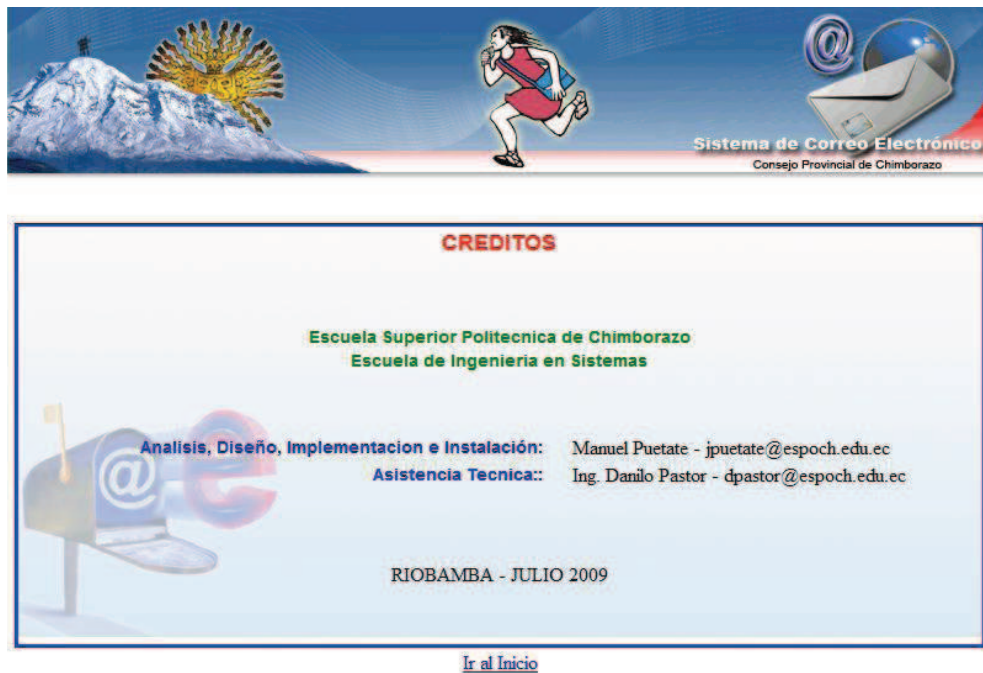 Sistema de Correo Electrónico
Consejo Provincial de Chimborazo
CREDITOS
Escuela Superior Politecnica de Chimborazo
Escuela de Ingenieria en Sistemas
Analisis, Diseño, Implementacion e Instalación: Manuel Puetate - jpuetate@espoch.edu.ec
Asistencia Tecnica:: Ing. Danilo Pastor - dpastor@espoch.edu.ec
RIOBAMBA - JULIO 2009
Ir al Inicio